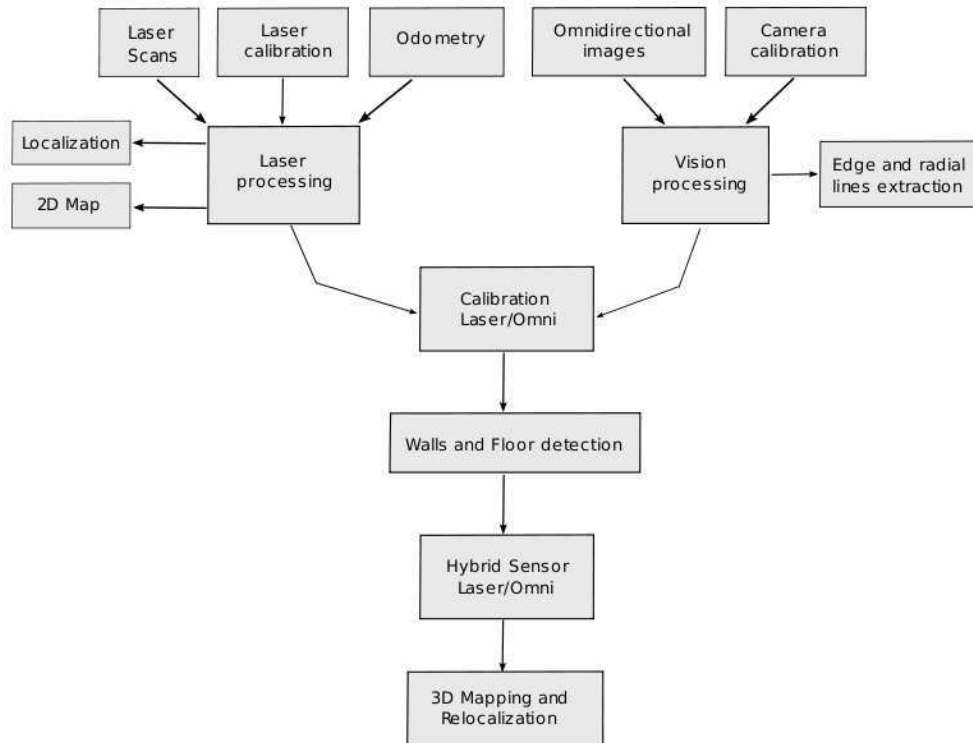 Laser
Scans
Laser
calibration
Odometry
Omnidirectional
images
Camera
calibration
Localization
2D Map
Laser
processing
Vision
processing
Edge and radial
lines extraction
Calibration
Laser/Omni
Walls and Floor detection
Hybrid Sensor
Laser/Omni
3D Mapping and
Relocalization